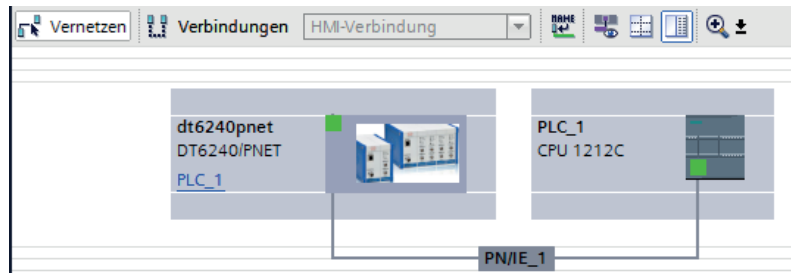 Vernetzen Verbindungen HMI-Verbindung
dt6240pnet
DT6240/PNET
PLC_1
PLC_1
CPU 1212C
PN/IE_1